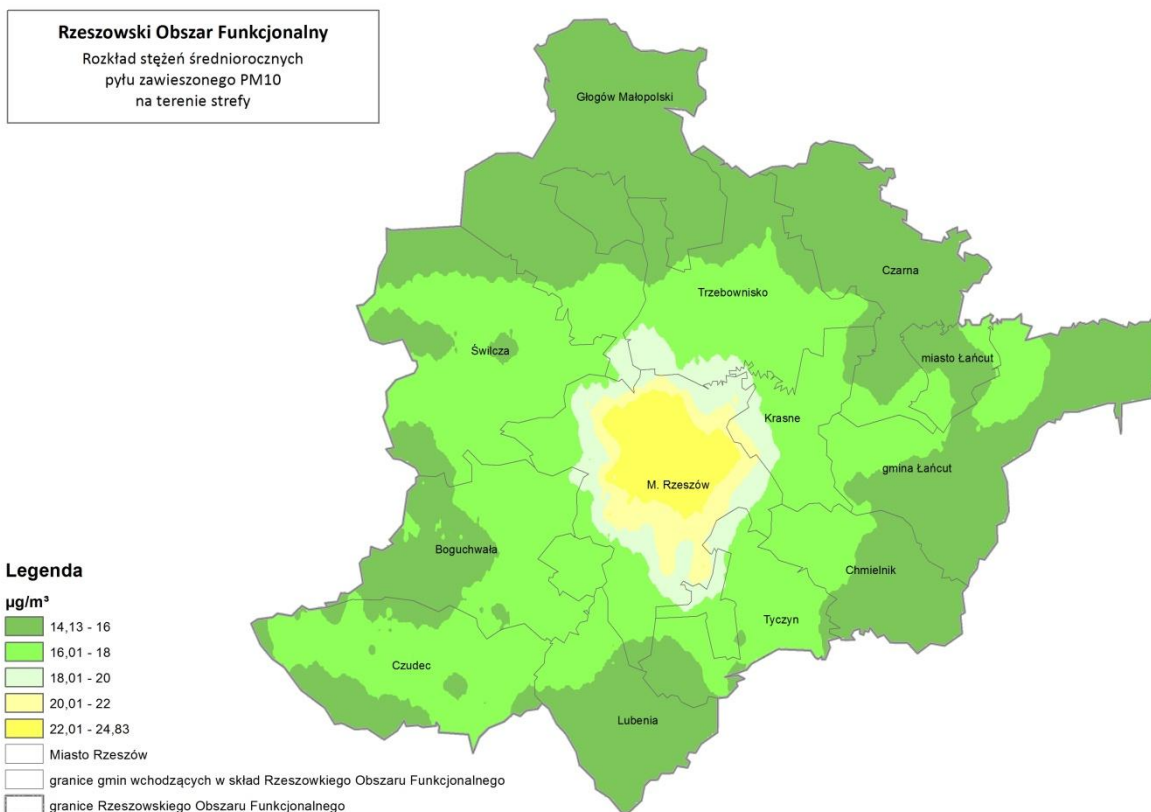 Rzeszowski Obszar Funkcjonalny
Rozkład stężeń średniorocznych
pyłu zawieszonego PM10
na terenie strefy
Głogów Małopolski
Czarna
Trzebownisko
Świlcza
miasto Łańcut
Krasne
gmina Łańcut
M. Rzeszów
Boguchwała
Chmielnik
Tyczyn
Czudec
Lubenia
Legenda
µg/m³
14,13 - 16
16,01 - 18
18,01 - 20
20,01 - 22
22,01 - 24,83
Miasto Rzeszów
granice gmin wchodzących w skład Rzeszowkiego Obszaru Funkcjonalnego
granice Rzeszowskiego Obszaru Funkcjonalnego